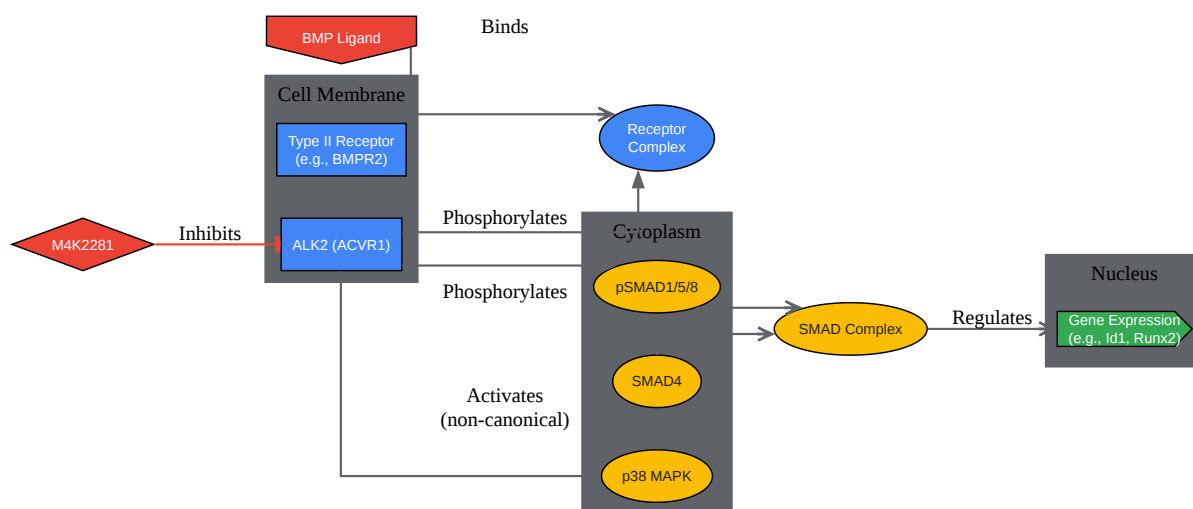 BMP Ligand
Binds
Cell Membrane
Type II Receptor
(e.g., BMPR2)
Receptor
Complex
M4K2281
Inhibits
ALK2 (ACVR1)
Phosphorylates
Cytoplasm
Phosphorylates
pSMAD1/5/8
SMAD Complex
Regulates
Nucleus
Gene Expression
(e.g., Id1, Runx2)
SMAD4
Activates
(non-canonical)
p38 MAPK